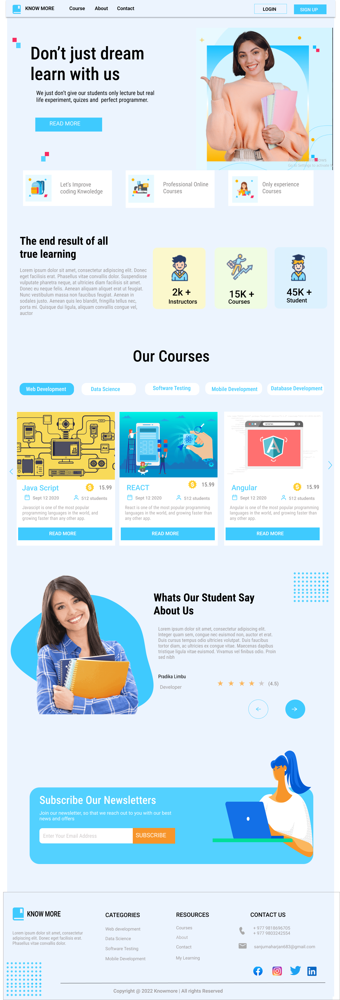 KNOW MORE
Course
About
Contact
LOGIN
SIGN UP
Don’t just dream
learn with us
We just don’t give our students only lecture but real
life experiment, quizes and perfect programmer.
READ MORE
Go to Settings to activate
Let’s Improve
coding Knwoledge
Professional Online
Courses
Only experience
Courses
The end result of all
true learning
Lorem ipsum dolor sit amet, consectetur adipiscing elit. Donec
eget facilisis erat. Phasellus vitae convallis dolor. Suspendisse
vulputate pharetra neque, at ultricies diam facilisis sit amet.
Donec eu neque felis. Aenean aliquam aliquet erat ut feugiat.
Nunc vestibulum massa non faucibus feugiat. Aenean in
sodales justo. Aenean quis leo blandit, fringilla tellus nec,
porta mi. Quisque dui ligula, aliquam convallis congue vel,
auctor
2k +
Instructors
15K +
Courses
45K +
Student
Our Courses
Web Development
Data Science
Software Testing
Mobile Development
Database Development
JS
TYPE
Aa
www.
A
Java Script
15.99
Sept 12 2020
512 students
Javascipt is one of the most popular
programming languages in the world, and
growing faster than any other app.
READ MORE
REACT
15.99
Sept 12 2020
512 students
React is one of the most popular programming
languages in the world, and growing faster than
any other app.
READ MORE
Angular
15.99
Sept 12 2020
512 students
Angular is one of the most popular programming
languages in the world, and growing faster than
any other app.
READ MORE
Whats Our Student Say
About Us
Lorem ipsum dolor sit amet, consectetur adipiscing elit.
Integer quam sem, congue nec euismod non, auctor et erat.
Duis cursus tempus odio ultricies volutpat. Duis faucibus
tortor diam, ac ultricies ex congue vitae. Maecenas dapibus
tristique ligula vitae euismod. Vivamus vel finibus odio. Proin
sed nibh
Pradika Limbu
Developer
(4.5)
Subscribe Our Newsletters
Join our newsletter, so that we reach out to you with our best
news and offers
Enter Your Email Address
SUBSCRIBE
KNOW MORE
Lorem ipsum dolor sit amet, consectetur
adipiscing elit. Donec eget facilisis erat.
Phasellus vitae convallis dolor.
CATEGORIES
Web development
Data Science
Software Testing
Mobile Development
RESOURCES
Courses
About
Contact
My Learning
CONTACT US
+ 977 9818696705
+ 977 9803242554
sanjumaharjan683@gmail.com
Copyright @ 2022 Knowmore | All rights Reserved